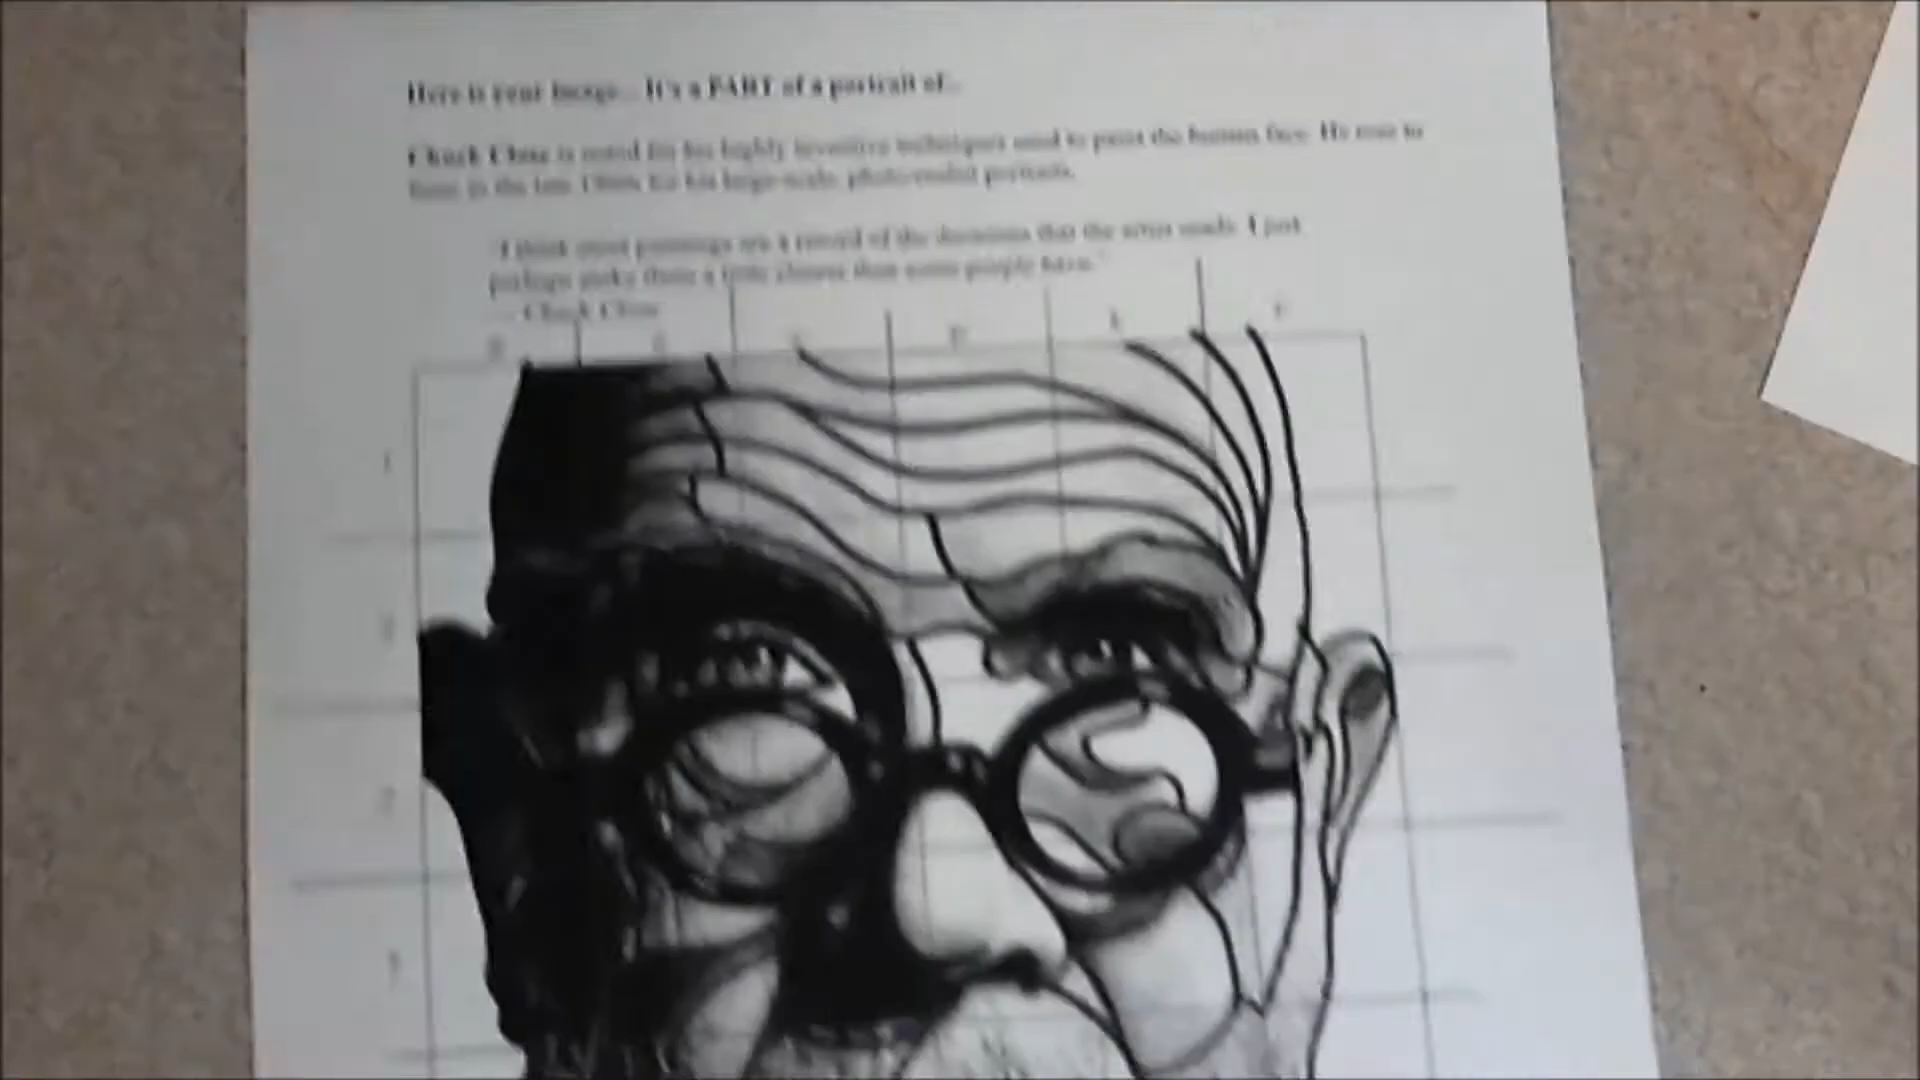 Here is your image... It's a PART of a portrait of...
Chuck Close is noted for his highly inventive techniques used to paint the human face. He rose to
fame in the late 1960s for his large-scale, photo-realist portraits.
"I think most paintings are a record of the decisions that the artist made. I just
perhaps make them a little clearer than some people have."
— Chuck Close